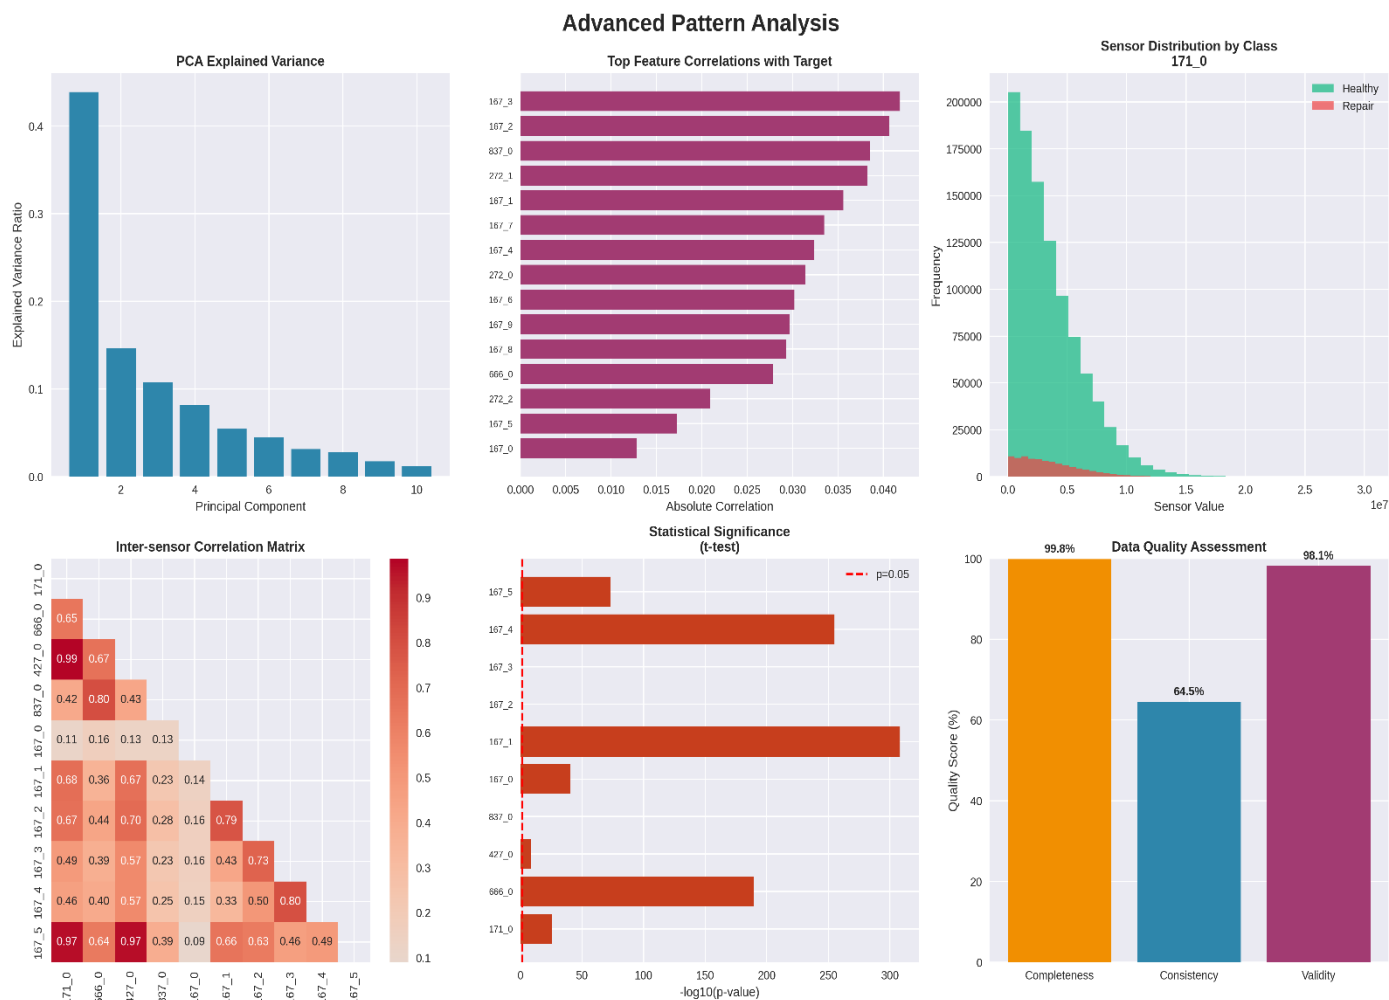 Advanced Pattern Analysis
PCA Explained Variance
Explained Variance Ratio
0.4
0.3
0.2
0.1
0.0
2 4 6 8 10
Principal Component
Top Feature Correlations with Target
167_3
167_2
837_0
272_1
167_1
167_7
167_4
272_0
167_6
167_9
167_8
666_0
272_2
167_5
167_0
0.000 0.005 0.010 0.015 0.020 0.025 0.030 0.035 0.040
Absolute Correlation
Sensor Distribution by Class
171_0
Healthy
Repair
Frequency
200000
175000
150000
125000
100000
75000
50000
25000
0
0.0 0.5 1.0 1.5 2.0 2.5 3.0
1e7
Sensor Value
Inter-sensor Correlation Matrix
171_0
666_0
0.65
427_0
0.99 0.67
837_0
0.42 0.80 0.43
167_0
0.11 0.16 0.13 0.13
167_1
0.68 0.36 0.67 0.23 0.14
167_2
0.67 0.44 0.70 0.28 0.16 0.79
167_3
0.49 0.39 0.57 0.23 0.16 0.43 0.73
167_4
0.46 0.40 0.57 0.25 0.15 0.33 0.50 0.80
167_5
0.97 0.64 0.97 0.39 0.09 0.66 0.63 0.46 0.49
0.9
0.8
0.7
0.6
0.5
0.4
0.3
0.2
0.1
Statistical Significance
(t-test)
p=0.05
167_5
167_4
167_3
167_2
167_1
167_0
837_0
427_0
666_0
171_0
0 50 100 150 200 250 300
-log10(p-value)
Data Quality Assessment
Quality Score (%)
100
80
60
40
20
0
99.8%
64.5%
98.1%
Completeness Consistency Validity